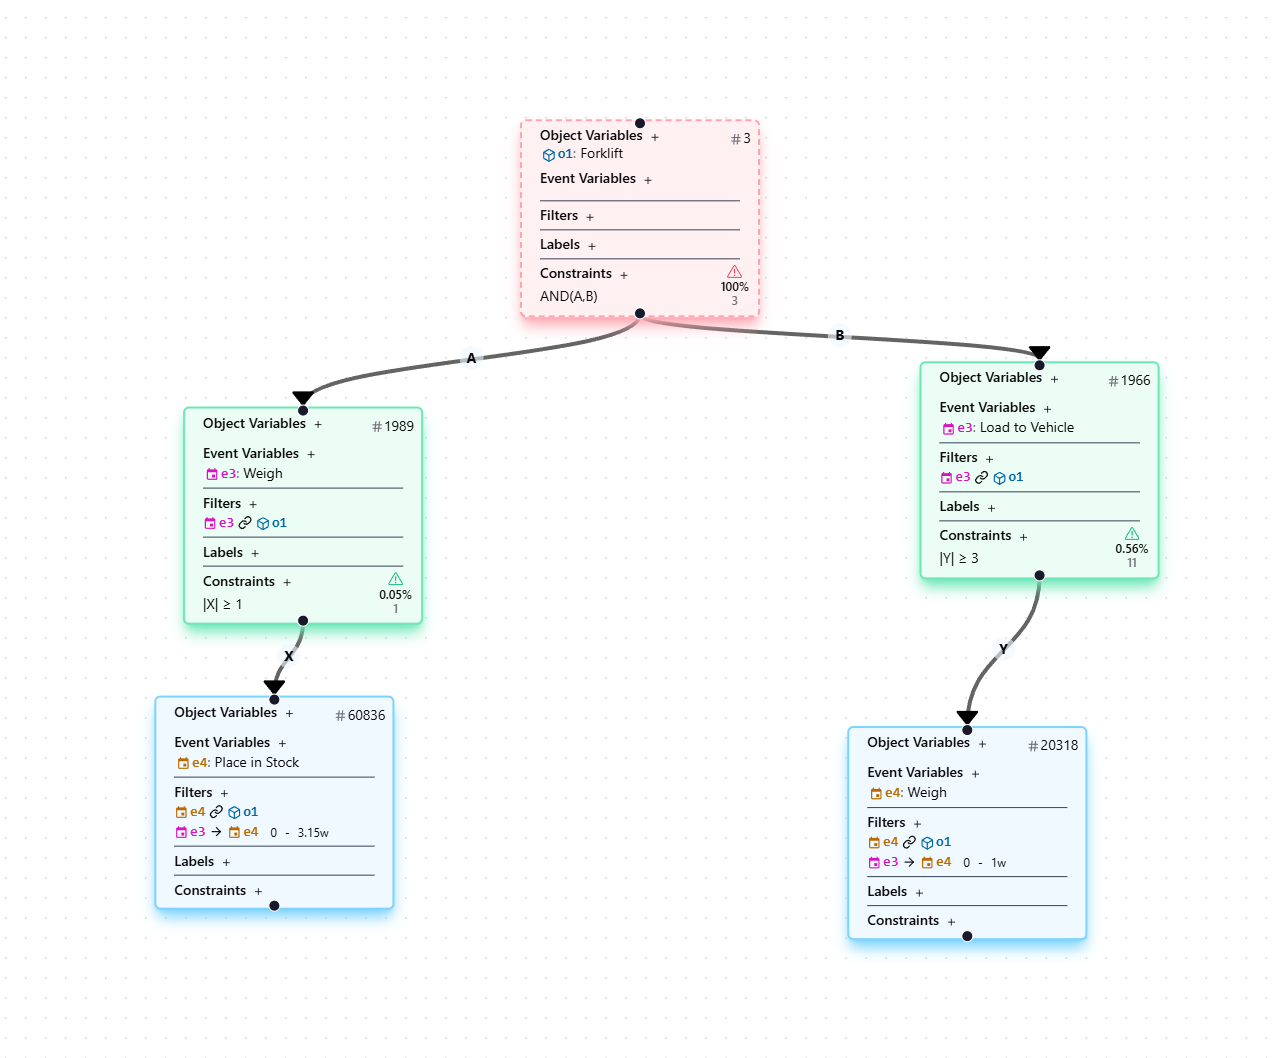 Object Variables +
#3
o1: Forklift
Event Variables +
Filters +
Labels +
Constraints +
AND(A,B)
100%
3
A
B
Object Variables +
#1989
Event Variables +
e3: Weigh
Filters +
e3 o1
Labels +
Constraints +
|X| ≥ 1
0.05%
1
Object Variables +
#1966
Event Variables +
e3: Load to Vehicle
Filters +
e3 o1
Labels +
Constraints +
|Y| ≥ 3
0.56%
11
X
Y
Object Variables +
#60836
Event Variables +
e4: Place in Stock
Filters +
e4 o1
e3 → e4 0 - 3.15w
Labels +
Constraints +
Object Variables +
#20318
Event Variables +
e4: Weigh
Filters +
e4 o1
e3 → e4 0 - 1w
Labels +
Constraints +